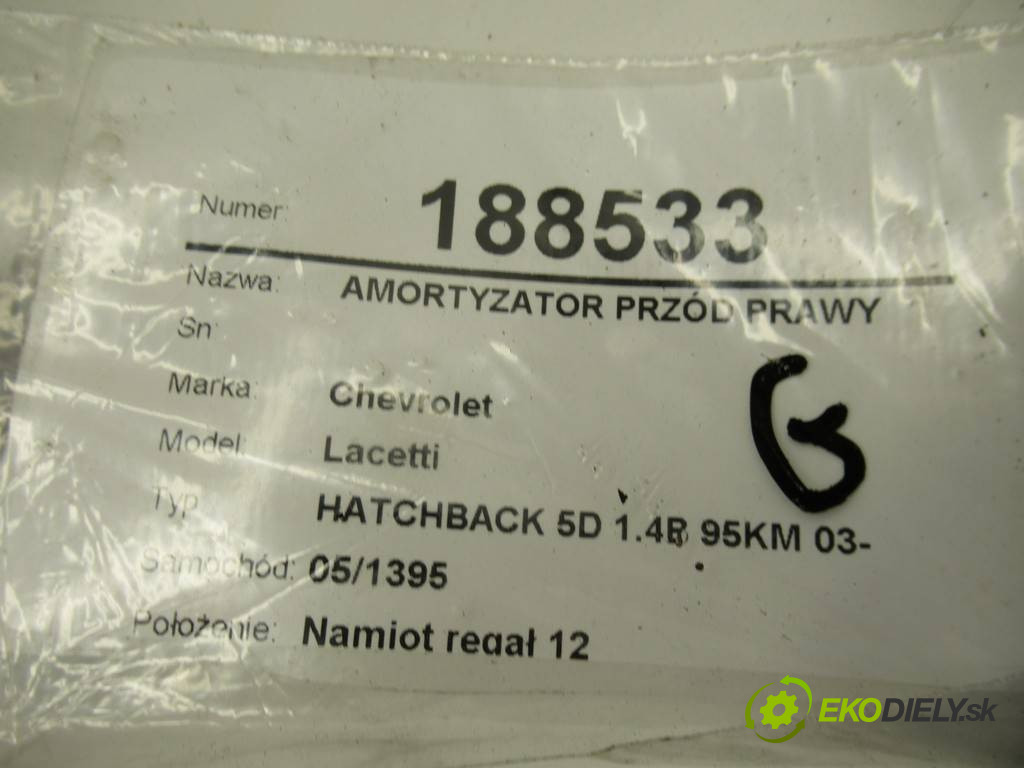 Numer: 188533
Nazwa: AMORTYZATOR PRZÓD PRAWY
Sn:
Marka: Chevrolet
Model: Lacetti
Typ HATCHBACK 5D 1.4B 95KM 03-
Samochód: 05/1395
Położenie: Namiot regał 12
G
EKODIELY.sk